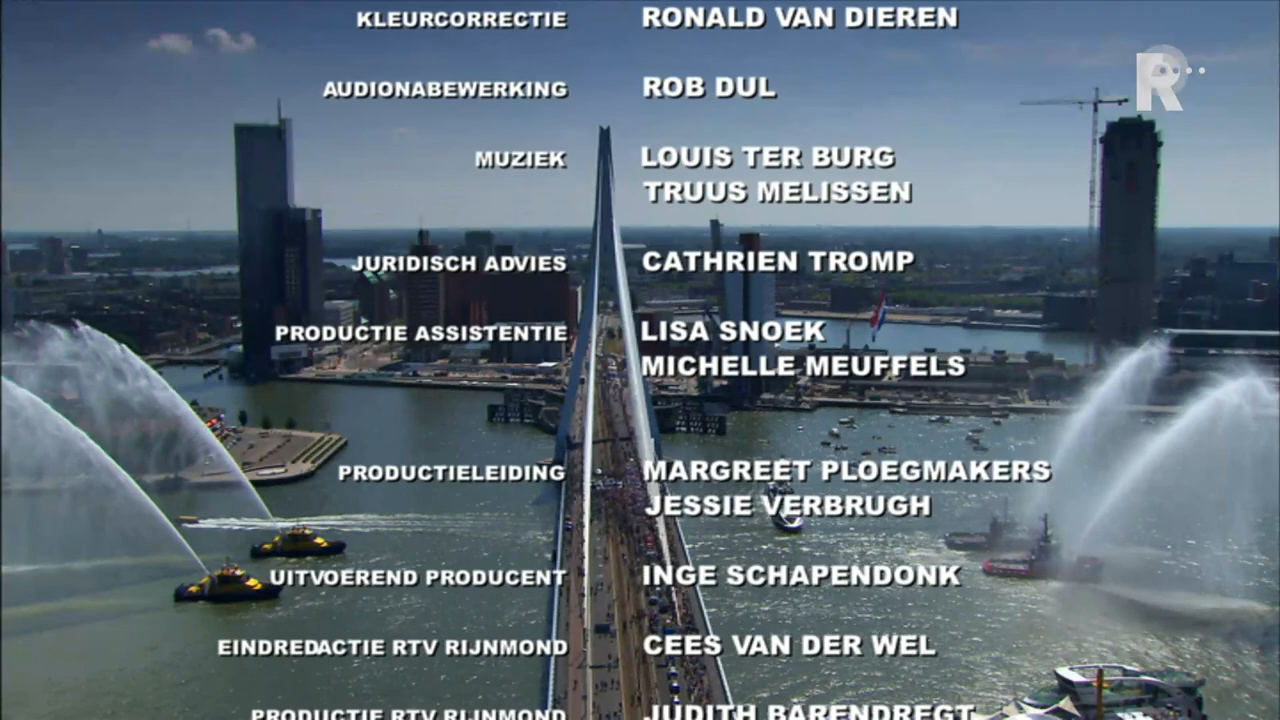 KLEURCORRECTIE RONALD VAN DIEREN
AUDIONABEWERKING ROB DUL
MUZIEK LOUIS TER BURG
TRUUS MELISSEN
JURIDISCH ADVIES CATHRIEN TROMP
PRODUCTIE ASSISTENTIE LISA SNOEK
MICHELLE MEUFFELS
PRODUCTIELEIDING MARGREET PLOEGMAKERS
JESSIE VERBRUGH
UITVOEREND PRODUCENT INGE SCHAPENDONK
EINDREDACTIE RTV RIJNMOND CEES VAN DER WEL
PRODUCTIE RTV RIJNMOND JUDITH BARENDREGT
R